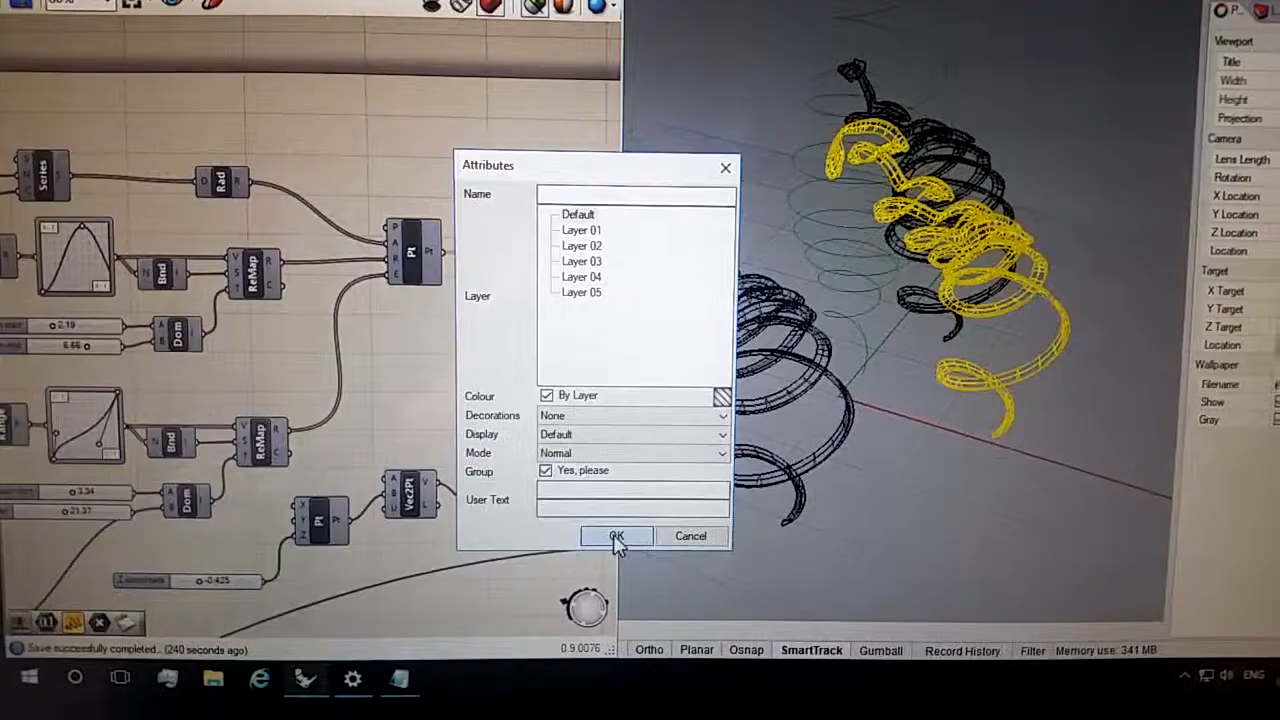 P...
Viewport
Title
Width
Height
Projection
Camera
Lens Length
Rotation
X Location
Y Location
Z Location
Location
Target
X Target
Y Target
Z Target
Location
Wallpaper
Filename
Show
Gray
Attributes
Name
Default
Layer 01
Layer 02
Layer 03
Layer 04
Layer 05
Layer
Colour
By Layer
Decorations
None
Display
Default
Mode
Normal
Group
Yes, please
User Text
OK
Cancel
Series
N
C
S
D Rad R
P
A
R
E
Pt
Pt
N Bnd I
V
S
T
ReMap
R
C
2.19
6.66
A
B
Dom
I
N Bnd I
V
S
T
ReMap
R
C
3.34
21.37
A
B
Dom
I
X
Y
Z
Pt
Pt
A
B
U
Vec2Pt
V
L
Z coordinate
-0.425
Save successfully completed... (240 seconds ago)
0.9.0076
Ortho
Planar
Osnap
SmartTrack
Gumball
Record History
Filter
Memory use: 341 MB
ENG